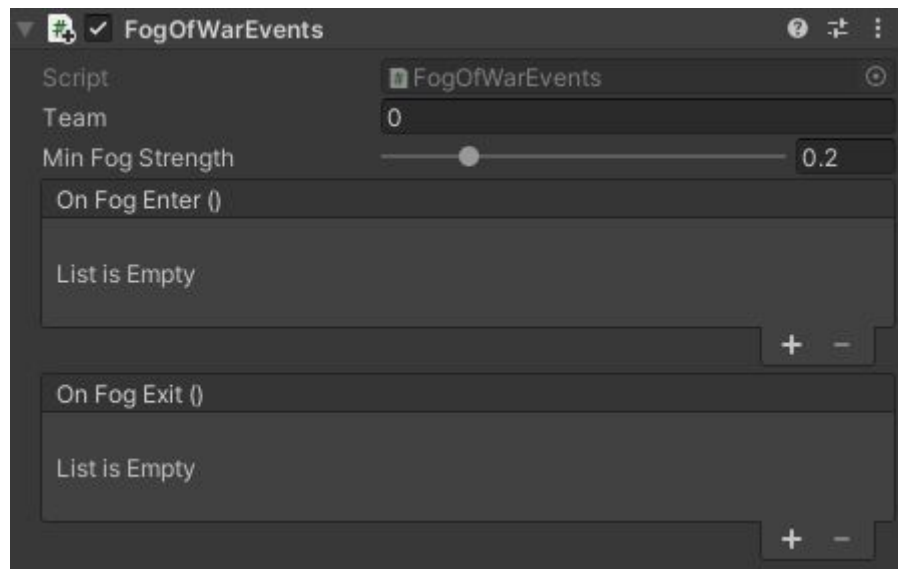 FogOfWarEvents
Script FogOfWarEvents
Team 0
Min Fog Strength 0.2
On Fog Enter ()
List is Empty
+ −
On Fog Exit ()
List is Empty
+ −